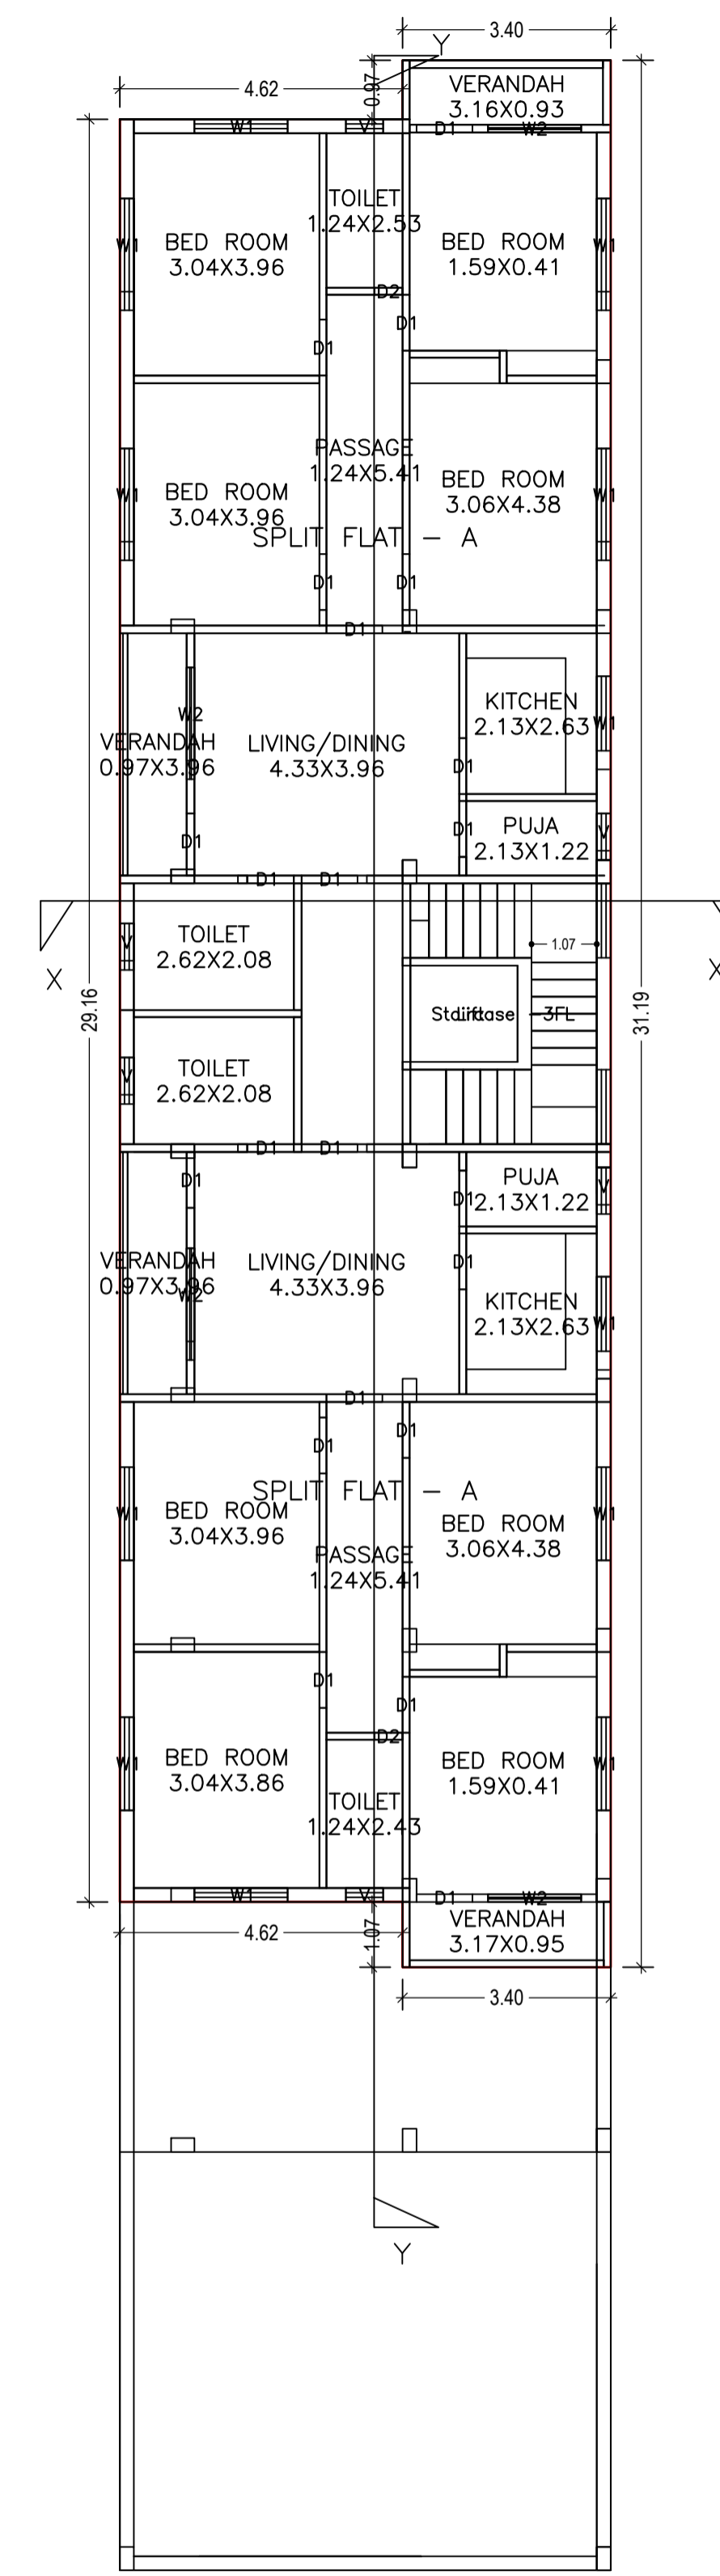 3.40
Y
4.62
0.97
VERANDAH
3.16X0.93
W1
V
D1
W2
TOILET
1.24X2.53
BED ROOM
3.04X3.96
BED ROOM
1.59X0.41
W1
W1
D2
D1
D1
PASSAGE
1.24X5.41
BED ROOM
3.04X3.96
BED ROOM
3.06X4.38
W1
W1
SPLIT FLAT - A
D1
D1
D1
W2
KITCHEN
2.13X2.63
W1
VERANDAH
0.97X3.96
LIVING/DINING
4.33X3.96
D1
D1
PUJA
2.13X1.22
V
D1
D1
D1
TOILET
2.62X2.08
V
1.07
X
X
29.16
31.19
Staircase -3FL
Lift
TOILET
2.62X2.08
V
D1
D1
D1
PUJA
2.13X1.22
D1
V
VERANDAH
0.97X3.96
LIVING/DINING
4.33X3.96
D1
W2
KITCHEN
2.13X2.63
W1
D1
D1
D1
SPLIT FLAT - A
BED ROOM
3.04X3.96
W1
BED ROOM
3.06X4.38
W1
PASSAGE
1.24X5.41
D1
D1
D2
BED ROOM
3.04X3.86
W1
BED ROOM
1.59X0.41
W1
TOILET
1.24X2.43
W1
V
D1
W2
VERANDAH
3.17X0.95
4.62
1.07
3.40
Y